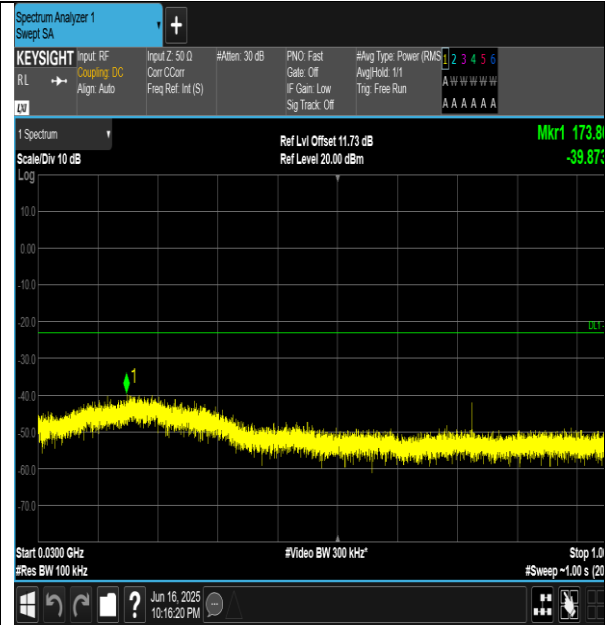 Spectrum Analyzer 1
Swept SA
KEYSIGHT
RL
LXI
Input: RF
Coupling: DC
Align: Auto
Input Z: 50 Ω
Corr CCorr
Freq Ref: Int (S)
#Atten: 30 dB
PNO: Fast
Gate: Off
IF Gain: Low
Sig Track: Off
#Avg Type: Power (RMS
Avg|Hold: 1/1
Trig: Free Run
1 2 3 4 5 6
A W W W W W
A A A A A A
1 Spectrum
Scale/Div 10 dB
Ref Lvl Offset 11.73 dB
Ref Level 20.00 dBm
Mkr1 173.8
-39.873
Log
10.0
0.00
-10.0
-20.0
DL1
-30.0
1
-40.0
-50.0
-60.0
-70.0
Start 0.0300 GHz
#Video BW 300 kHz*
Stop 1.0
#Res BW 100 kHz
#Sweep ~1.00 s (20
?
Jun 16, 2025
10:16:20 PM